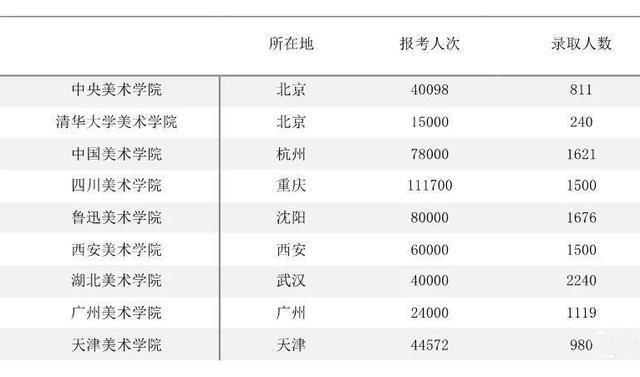 所在地 报考人次 录取人数
中央美术学院 北京 40098 811
清华大学美术学院 北京 15000 240
中国美术学院 杭州 78000 1621
四川美术学院 重庆 111700 1500
鲁迅美术学院 沈阳 80000 1676
西安美术学院 西安 60000 1500
湖北美术学院 武汉 40000 2240
广州美术学院 广州 24000 1119
天津美术学院 天津 44572 980